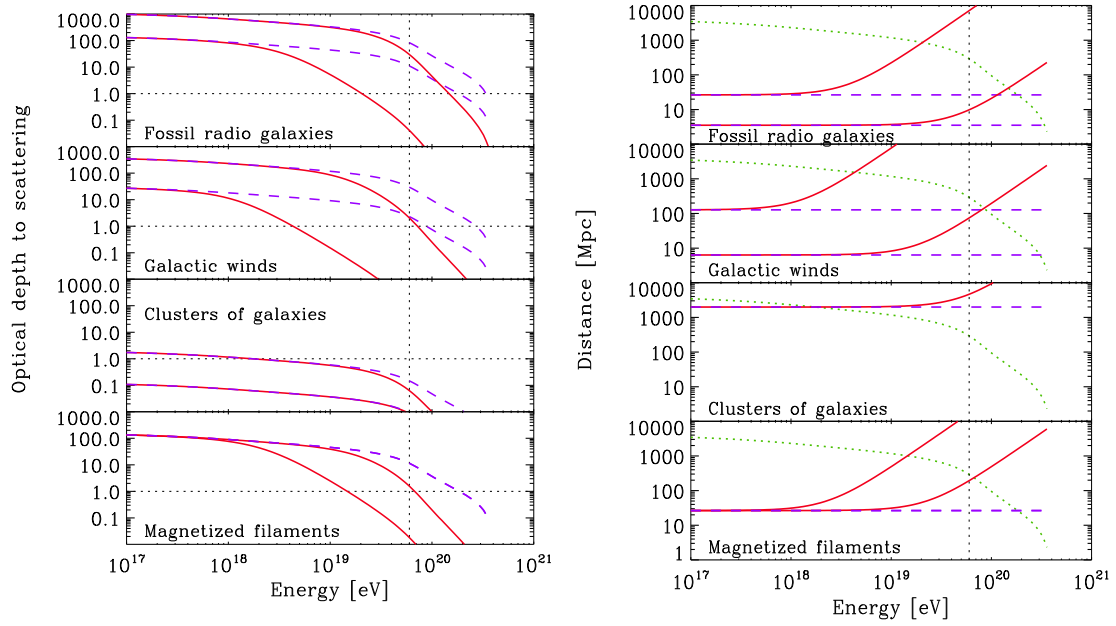 Optical depth to scattering
1000.0
100.0
10.0
1.0
0.1
Fossil radio galaxies
1000.0
100.0
10.0
1.0
0.1
Galactic winds
1000.0
100.0
10.0
1.0
0.1
Clusters of galaxies
1000.0
100.0
10.0
1.0
0.1
Magnetized filaments
10^17 10^18 10^19 10^20 10^21
Energy [eV]
Distance [Mpc]
10000
1000
100
10
Fossil radio galaxies
1000
100
10
Galactic winds
1000
100
10
Clusters of galaxies
1000
100
10
1
Magnetized filaments
10^17 10^18 10^19 10^20 10^21
Energy [eV]